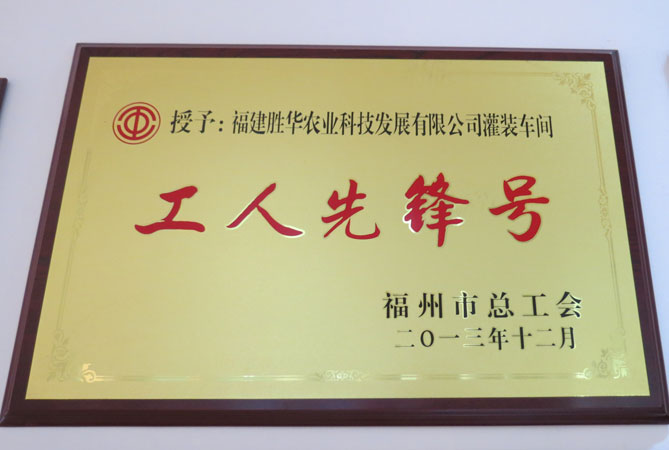 授予：福建胜华农业科技发展有限公司灌装车间
工人先锋号
福州市总工会
二〇一三年十二月